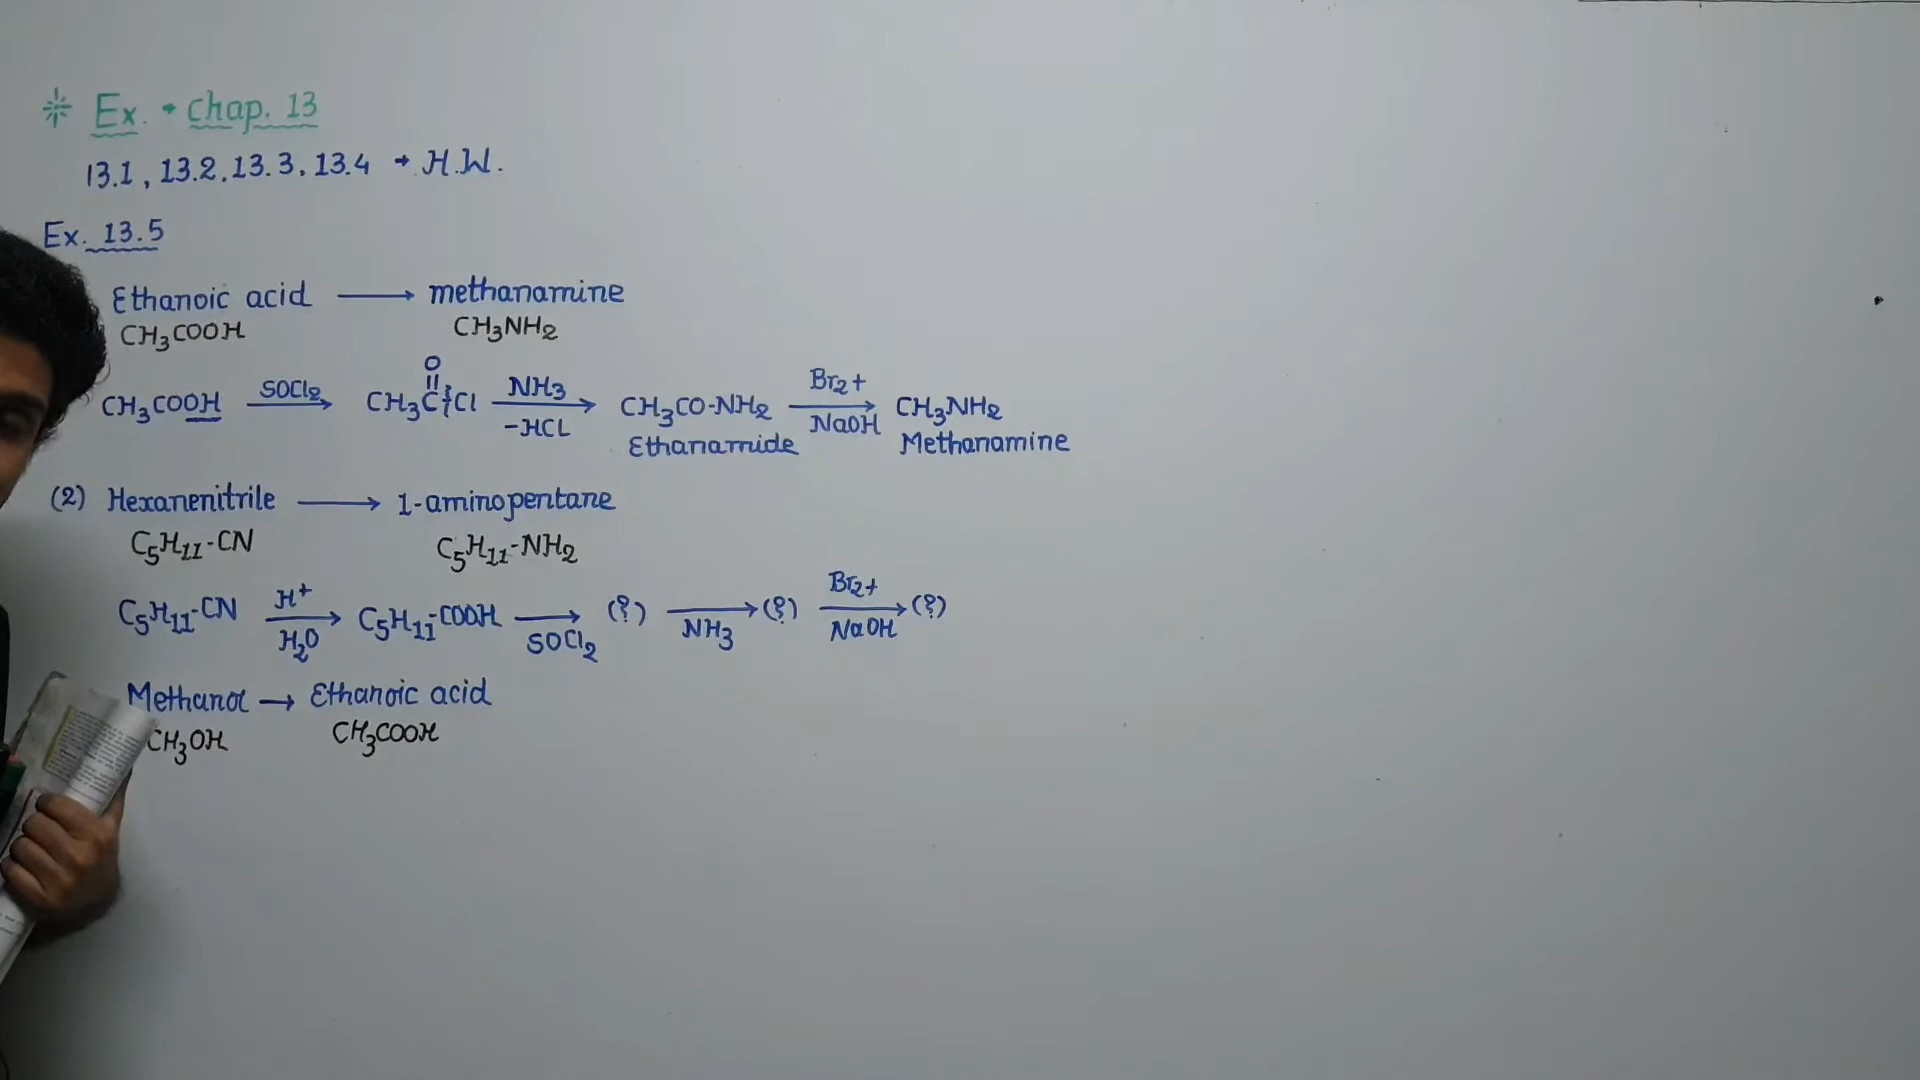 Ex. → Chap. 13
13.1, 13.2, 13.3, 13.4 → H.W.
Ex. 13.5
Ethanoic acid ⟶ methanamine
CH₃COOH CH₃NH₂
O
CH₃COOH SOCl₂⟶ CH₃C-Cl NH₃⟶ -HCL CH₃CO-NH₂ Br₂+⟶ NaOH CH₃NH₂
Ethanamide Methanamine
(2) Hexanenitrile ⟶ 1-aminopentane
C₅H₁₁-CN C₅H₁₁-NH₂
C₅H₁₁-CN H⁺⟶ H₂O C₅H₁₁-COOH ⟶ SOCl₂ (?) ⟶ NH₃ (?) Br₂+⟶ NaOH (?)
Methanol ⟶ Ethanoic acid
CH₃OH CH₃COOH